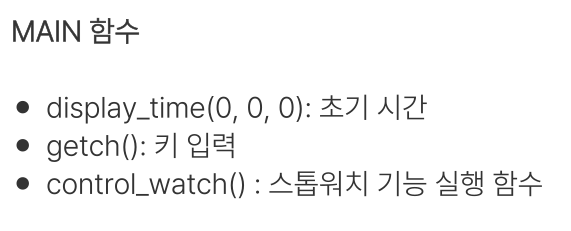 MAIN 함수
• display_time(0, 0, 0): 초기 시간
• getch(): 키 입력
• control_watch() : 스톱워치 기능 실행 함수